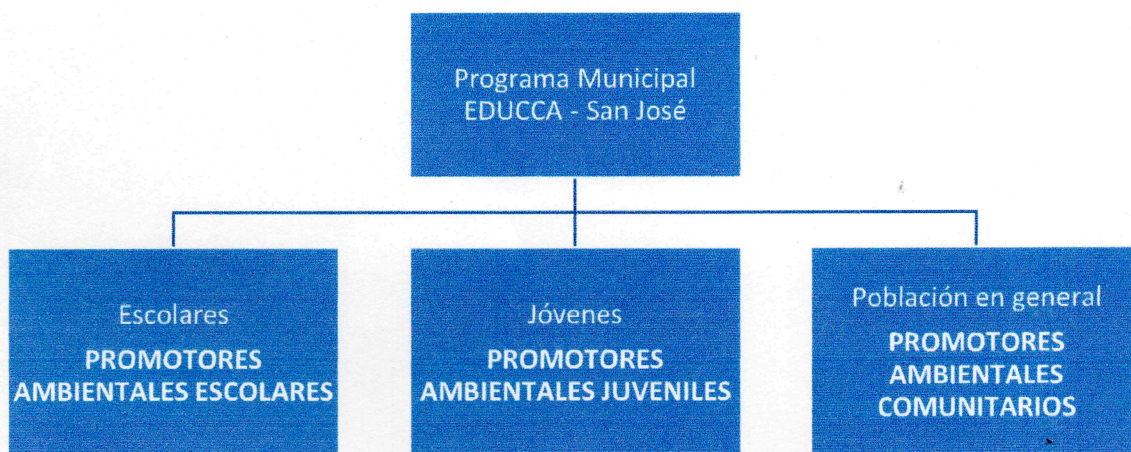 Programa Municipal
EDUCCA - San José
Escolares
PROMOTORES
AMBIENTALES ESCOLARES
Jóvenes
PROMOTORES
AMBIENTALES JUVENILES
Población en general
PROMOTORES
AMBIENTALES
COMUNITARIOS